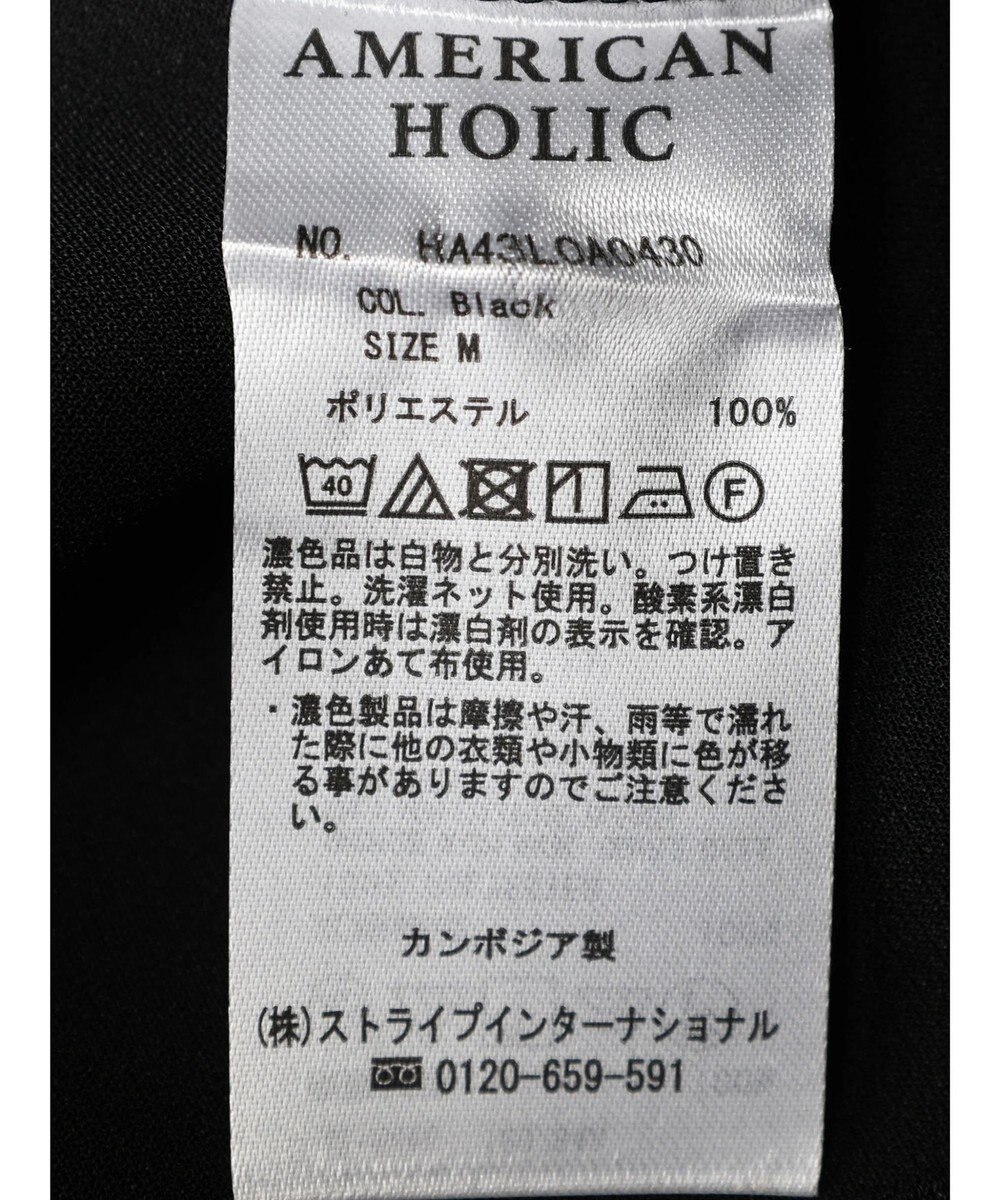 AMERICAN
HOLIC
NO. HA43L0A0430
COL. Black
SIZE M
ポリエステル 100%
40 F
濃色品は白物と分別洗い。つけ置き
禁止。洗濯ネット使用。酸素系漂白
剤使用時は漂白剤の表示を確認。ア
イロンあて布使用。
・濃色製品は摩擦や汗、雨等で濡れ
た際に他の衣類や小物類に色が移
る事がありますのでご注意くださ
い。
カンボジア製
(株)ストライプインターナショナル
0120-659-591